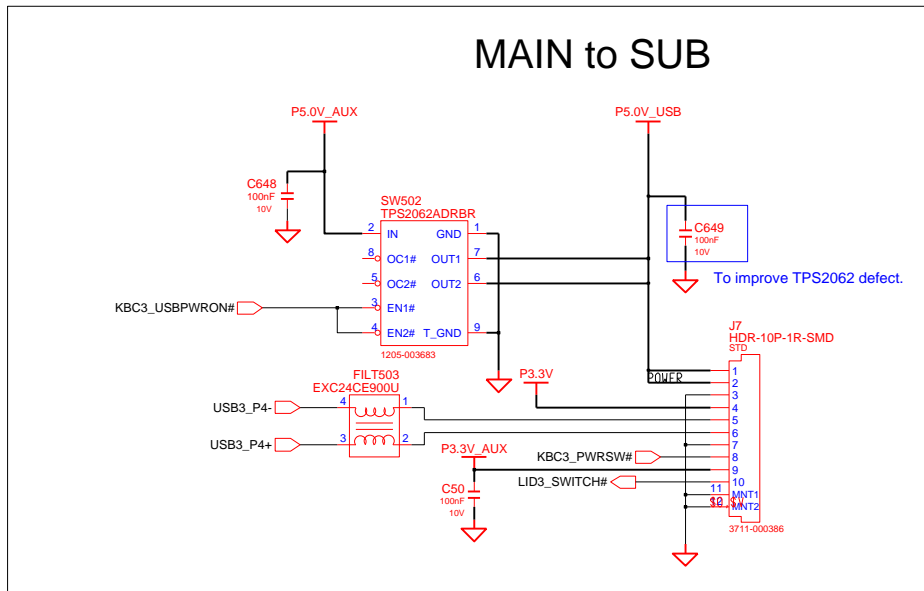 MAIN to SUB
P5.0V_AUX
P5.0V_USB
C648
100nF
10V
SW502
TPS2062ADRBR
2 IN GND 1
8 OC1# OUT1 7
5 OC2# OUT2 6
3 EN1#
4 EN2# T_GND 9
1205-003683
KBC3_USBPWRON#
C649
100nF
10V
To improve TPS2062 defect.
J7
HDR-10P-1R-SMD
STD
FILT503
EXC24CE900U
4 1
3 2
USB3_P4-
USB3_P4+
P3.3V
P3.3V_AUX
C50
100nF
10V
KBC3_PWRSW#
LID3_SWITCH#
POWER
1
2
3
4
5
6
7
8
9
10
11 MNT1
12 MNT2
3711-000386